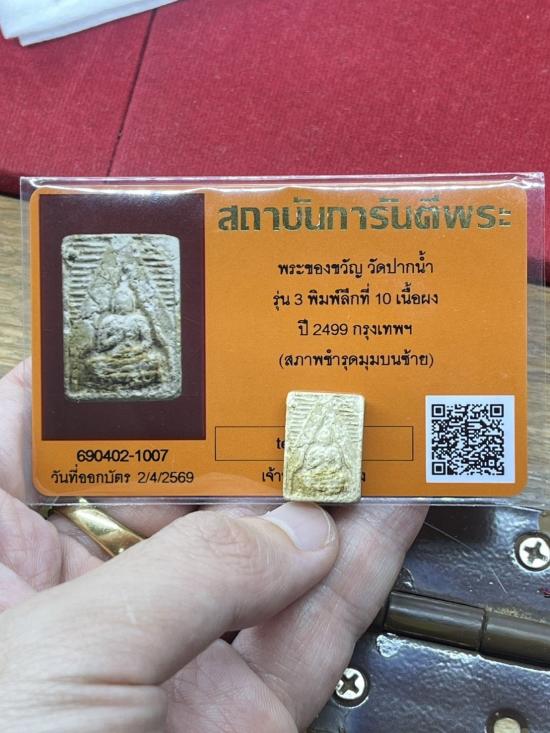 สถาบันการันตีพระ
พระของขวัญ วัดปากน้ำ
รุ่น 3 พิมพ์ลึกที่ 10 เนื้อผง
ปี 2499 กรุงเทพฯ
(สภาพชำรุดมุมบนซ้าย)
690402-1007
วันที่ออกบัตร 2/4/2569